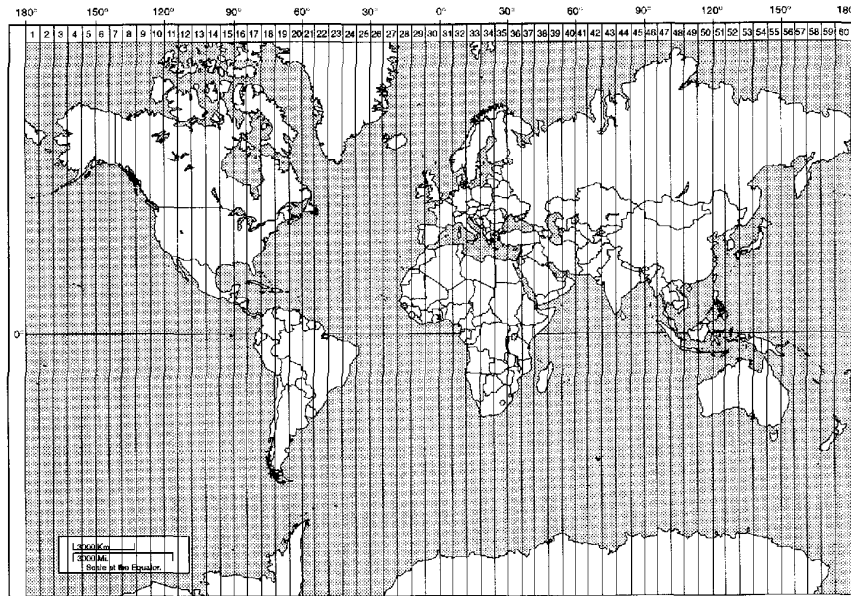 180° 150° 120° 90° 60° 30° 0° 30° 60° 90° 120° 150° 180°
1 2 3 4 5 6 7 8 9 10 11 12 13 14 15 16 17 18 19 20 21 22 23 24 25 26 27 28 29 30 31 32 33 34 35 36 37 38 39 40 41 42 43 44 45 46 47 48 49 50 51 52 53 54 55 56 57 58 59 60
0
3000 Km.
3000 Mi.
Scale at the Equator.